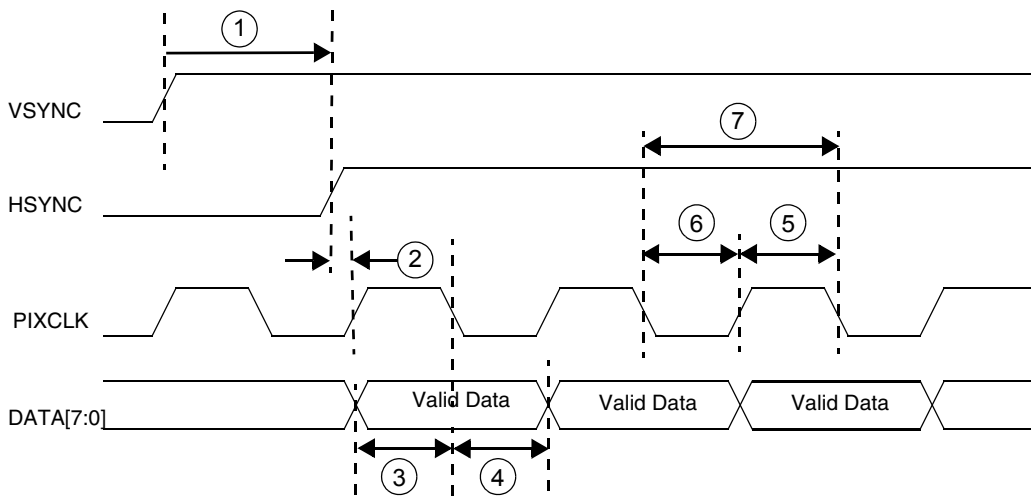 1
VSYNC
7
HSYNC
6
5
2
PIXCLK
Valid Data
Valid Data
Valid Data
DATA[7:0]
3
4